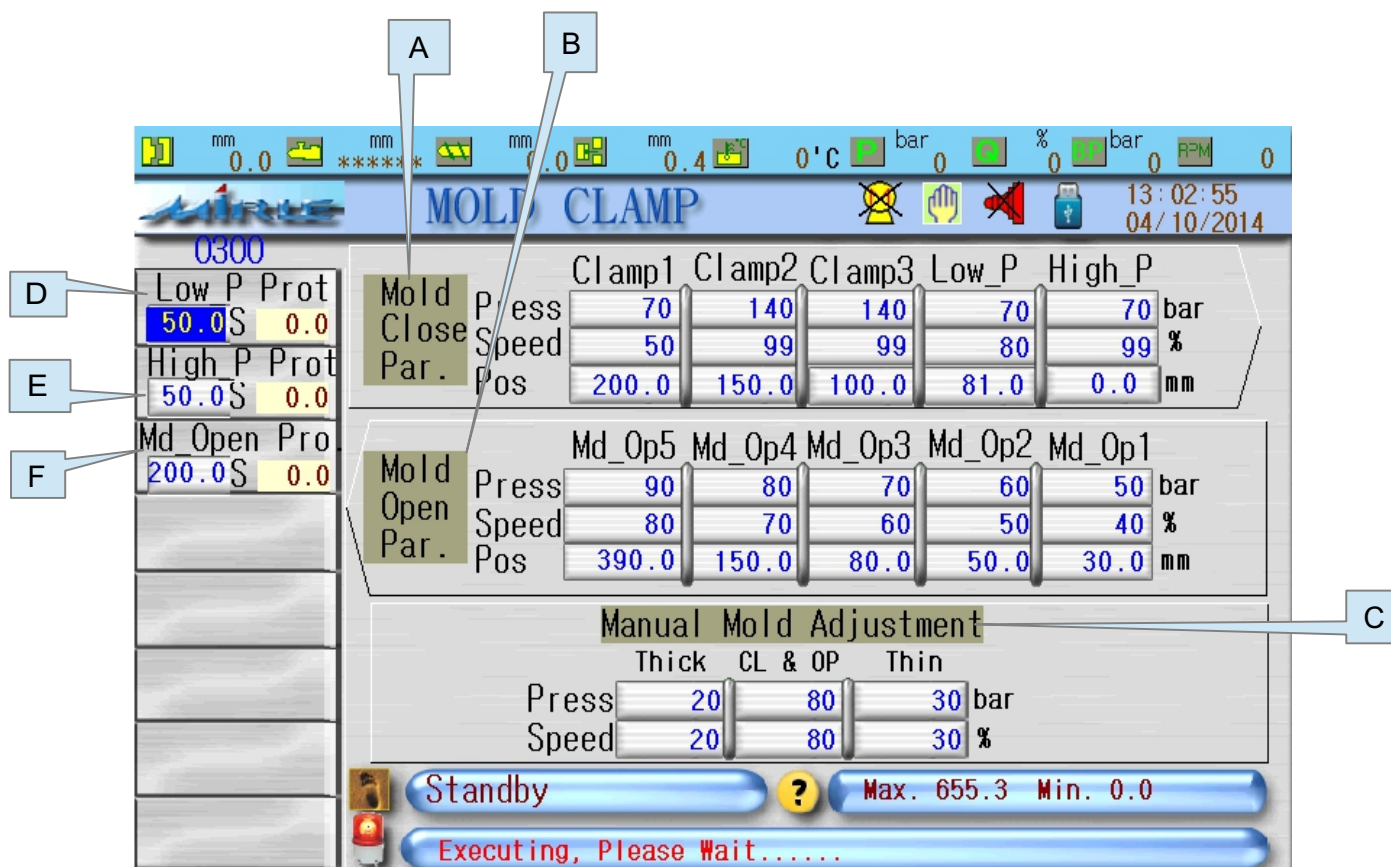 A B
mm 0.0 mm ****** mm 0.0 mm 0.4 °C 0'C P bar 0 Q % 0 BP bar 0 RPM 0
MIRLE MOLD CLAMP 13:02:55
04/10/2014
0300
D Low_P Prot
50.0 S 0.0
E High_P Prot
50.0 S 0.0
F Md_Open Pro.
200.0 S 0.0
Mold Close Par.
Clamp1 Clamp2 Clamp3 Low_P High_P
Press 70 140 140 70 70 bar
Speed 50 99 99 80 99 %
Pos 200.0 150.0 100.0 81.0 0.0 mm
Mold Open Par.
Md_Op5 Md_Op4 Md_Op3 Md_Op2 Md_Op1
Press 90 80 70 60 50 bar
Speed 80 70 60 50 40 %
Pos 390.0 150.0 80.0 50.0 30.0 mm
Manual Mold Adjustment C
Thick CL & OP Thin
Press 20 80 30 bar
Speed 20 80 30 %
Standby ? Max. 655.3 Min. 0.0
Executing, Please Wait......